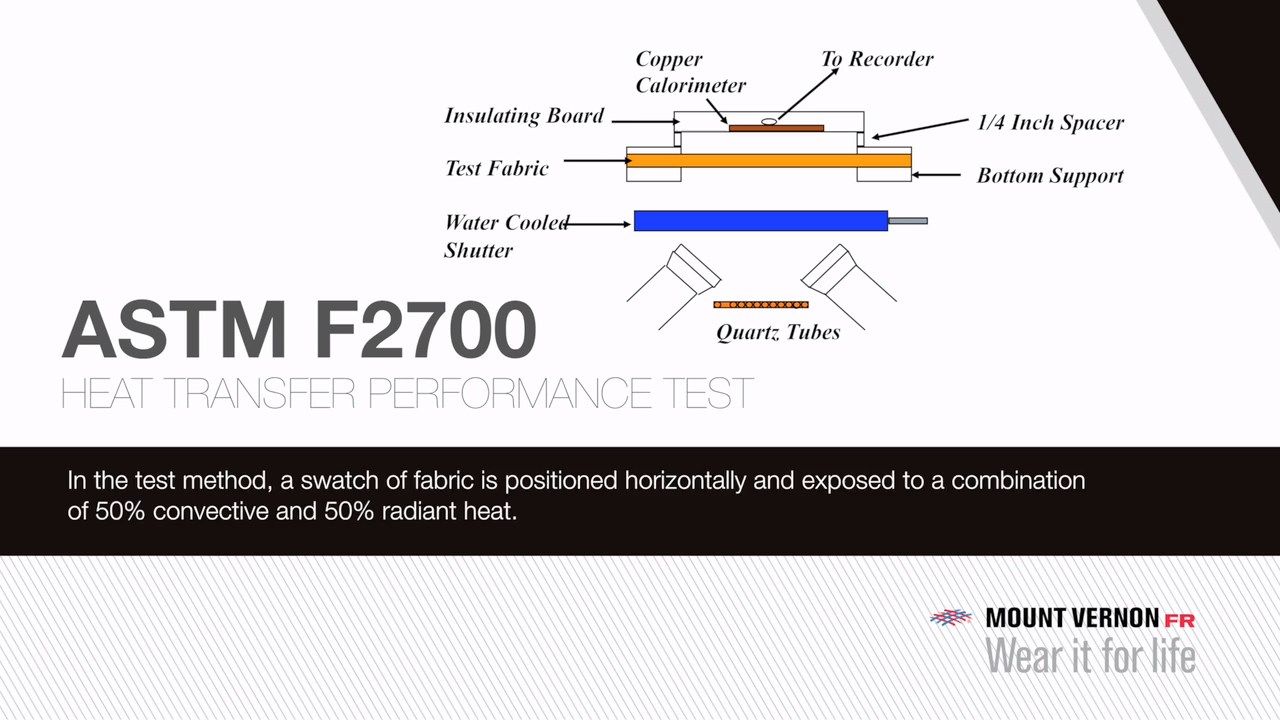 Copper
Calorimeter
To Recorder
Insulating Board
1/4 Inch Spacer
Test Fabric
Bottom Support
Water Cooled
Shutter
Quartz Tubes
ASTM F2700
HEAT TRANSFER PERFORMANCE TEST
In the test method, a swatch of fabric is positioned horizontally and exposed to a combination
of 50% convective and 50% radiant heat.
MOUNT VERNON FR
Wear it for life